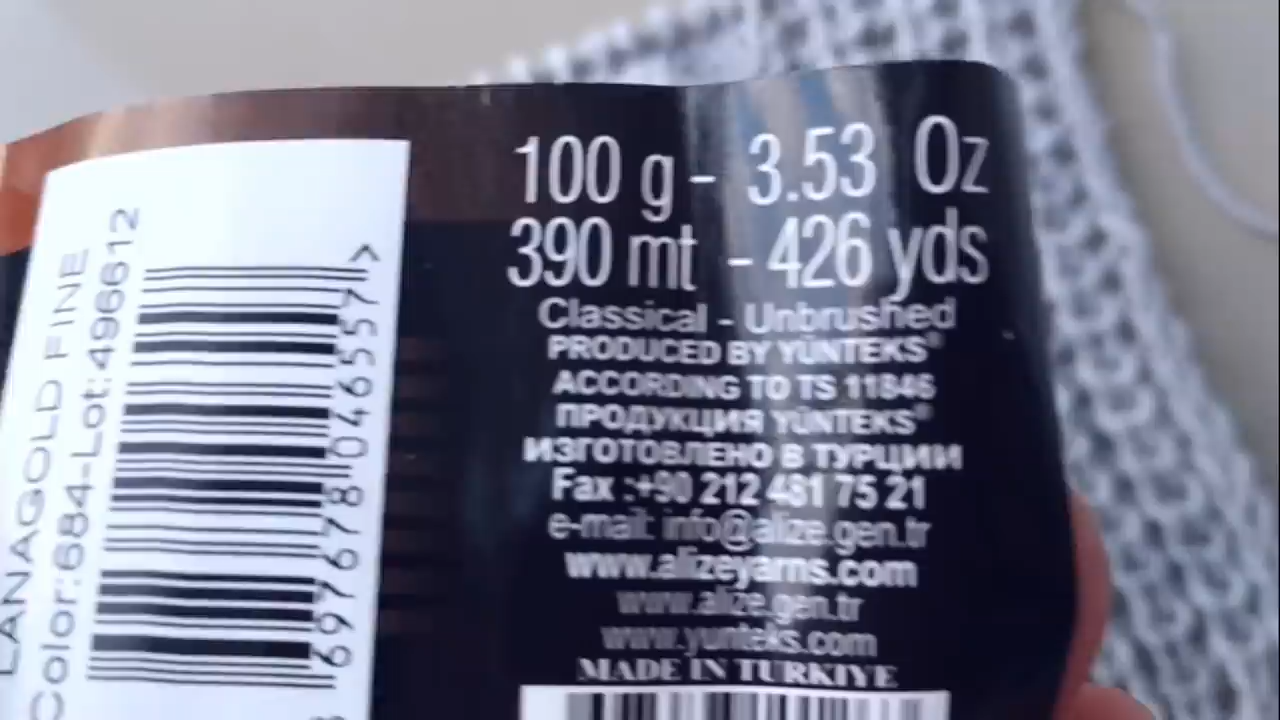 LANAGOLD FINE
Color:684-Lot:496612
697678046557>
100 g - 3.53 Oz
390 mt - 426 yds
Classical - Unbrushed
PRODUCED BY YÜNTEKS®
ACCORDING TO TS 11846
ПРОДУКЦИЯ YÜNTEKS®
ИЗГОТОВЛЕНО В ТУРЦИИ
Fax :+90 212 481 75 21
e-mail: info@alize.gen.tr
www.alizeyarns.com
www.alize.gen.tr
www.yunteks.com
MADE IN TURKIYE